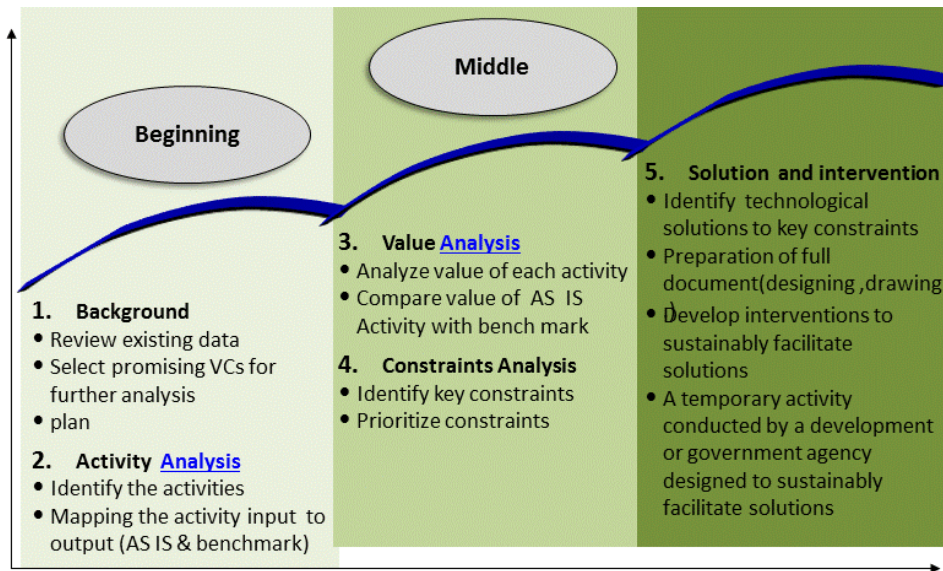 Beginning
1. Background
• Review existing data
• Select promising VCs for
further analysis
• plan
2. Activity Analysis
• Identify the activities
• Mapping the activity input to
output (AS IS & benchmark)
Middle
3. Value Analysis
• Analyze value of each activity
• Compare value of AS IS
Activity with bench mark
4. Constraints Analysis
• Identify key constraints
• Prioritize constraints
5. Solution and intervention
• Identify technological
solutions to key constraints
• Preparation of full
document(designing ,drawing
)
• Develop interventions to
sustainably facilitate
solutions
• A temporary activity
conducted by a development
or government agency
designed to sustainably
facilitate solutions